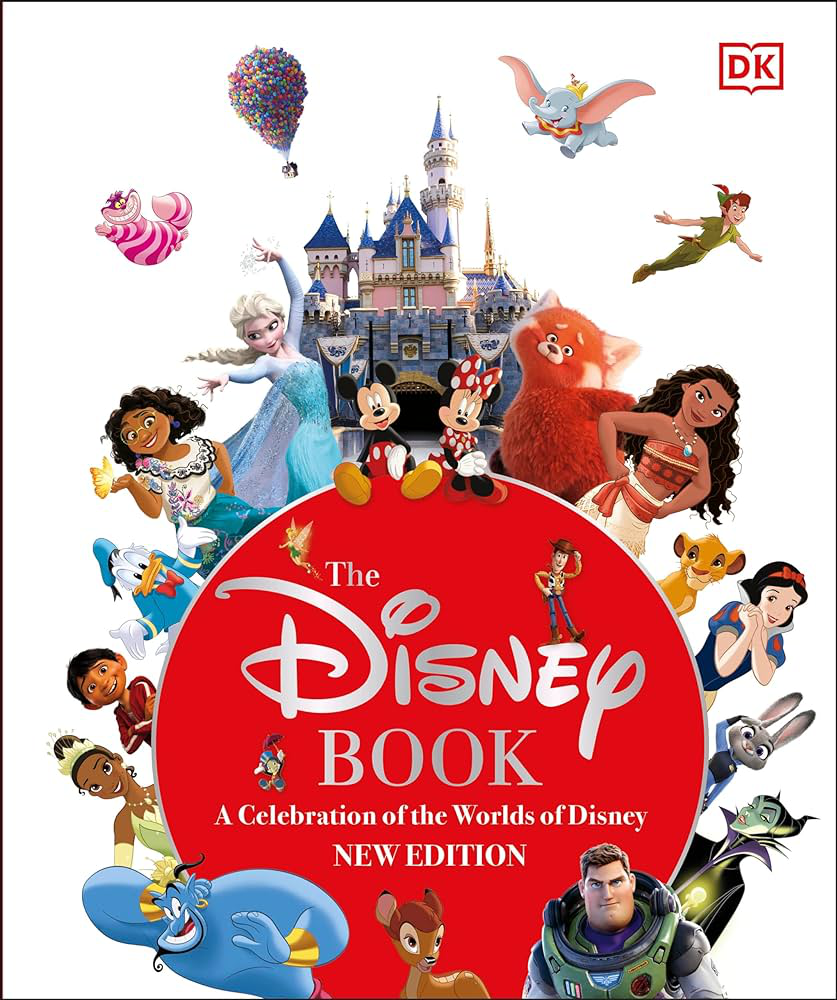 DK
The
Disney
BOOK
A Celebration of the Worlds of Disney
NEW EDITION